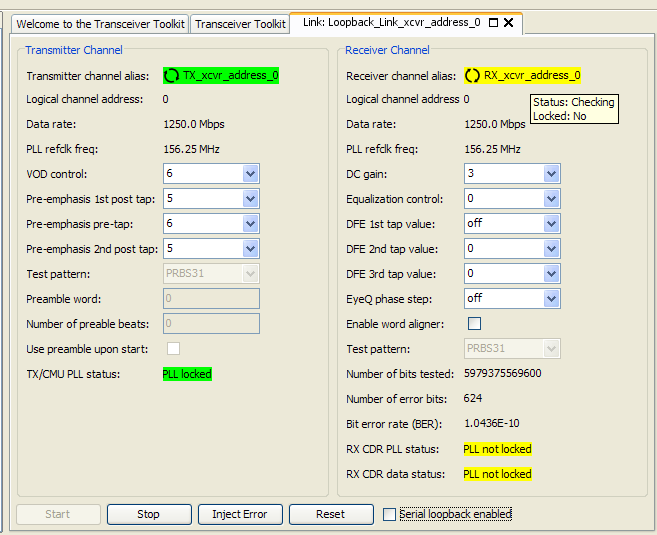 Welcome to the Transceiver Toolkit
Transceiver Toolkit
Link: Loopback_Link_xcvr_address_0
Transmitter Channel
Transmitter channel alias: TX_xcvr_address_0
Logical channel address: 0
Data rate: 1250.0 Mbps
PLL refclk freq: 156.25 MHz
VOD control: 6
Pre-emphasis 1st post tap: 5
Pre-emphasis pre-tap: 6
Pre-emphasis 2nd post tap: 5
Test pattern: PRBS31
Preamble word: 0
Number of preable beats: 0
Use preamble upon start:
TX/CMU PLL status: PLL locked
Receiver Channel
Receiver channel alias: RX_xcvr_address_0
Logical channel address 0
Status: Checking
Locked: No
Data rate: 1250.0 Mbps
PLL refclk freq: 156.25 MHz
DC gain: 3
Equalization control: 0
DFE 1st tap value: off
DFE 2nd tap value: 0
DFE 3rd tap value: 0
EyeQ phase step: off
Enable word aligner:
Test pattern: PRBS31
Number of bits tested: 5979375569600
Number of error bits: 624
Bit error rate (BER): 1.0436E-10
RX CDR PLL status: PLL not locked
RX CDR data status: PLL not locked
Start
Stop
Inject Error
Reset
Serial loopback enabled